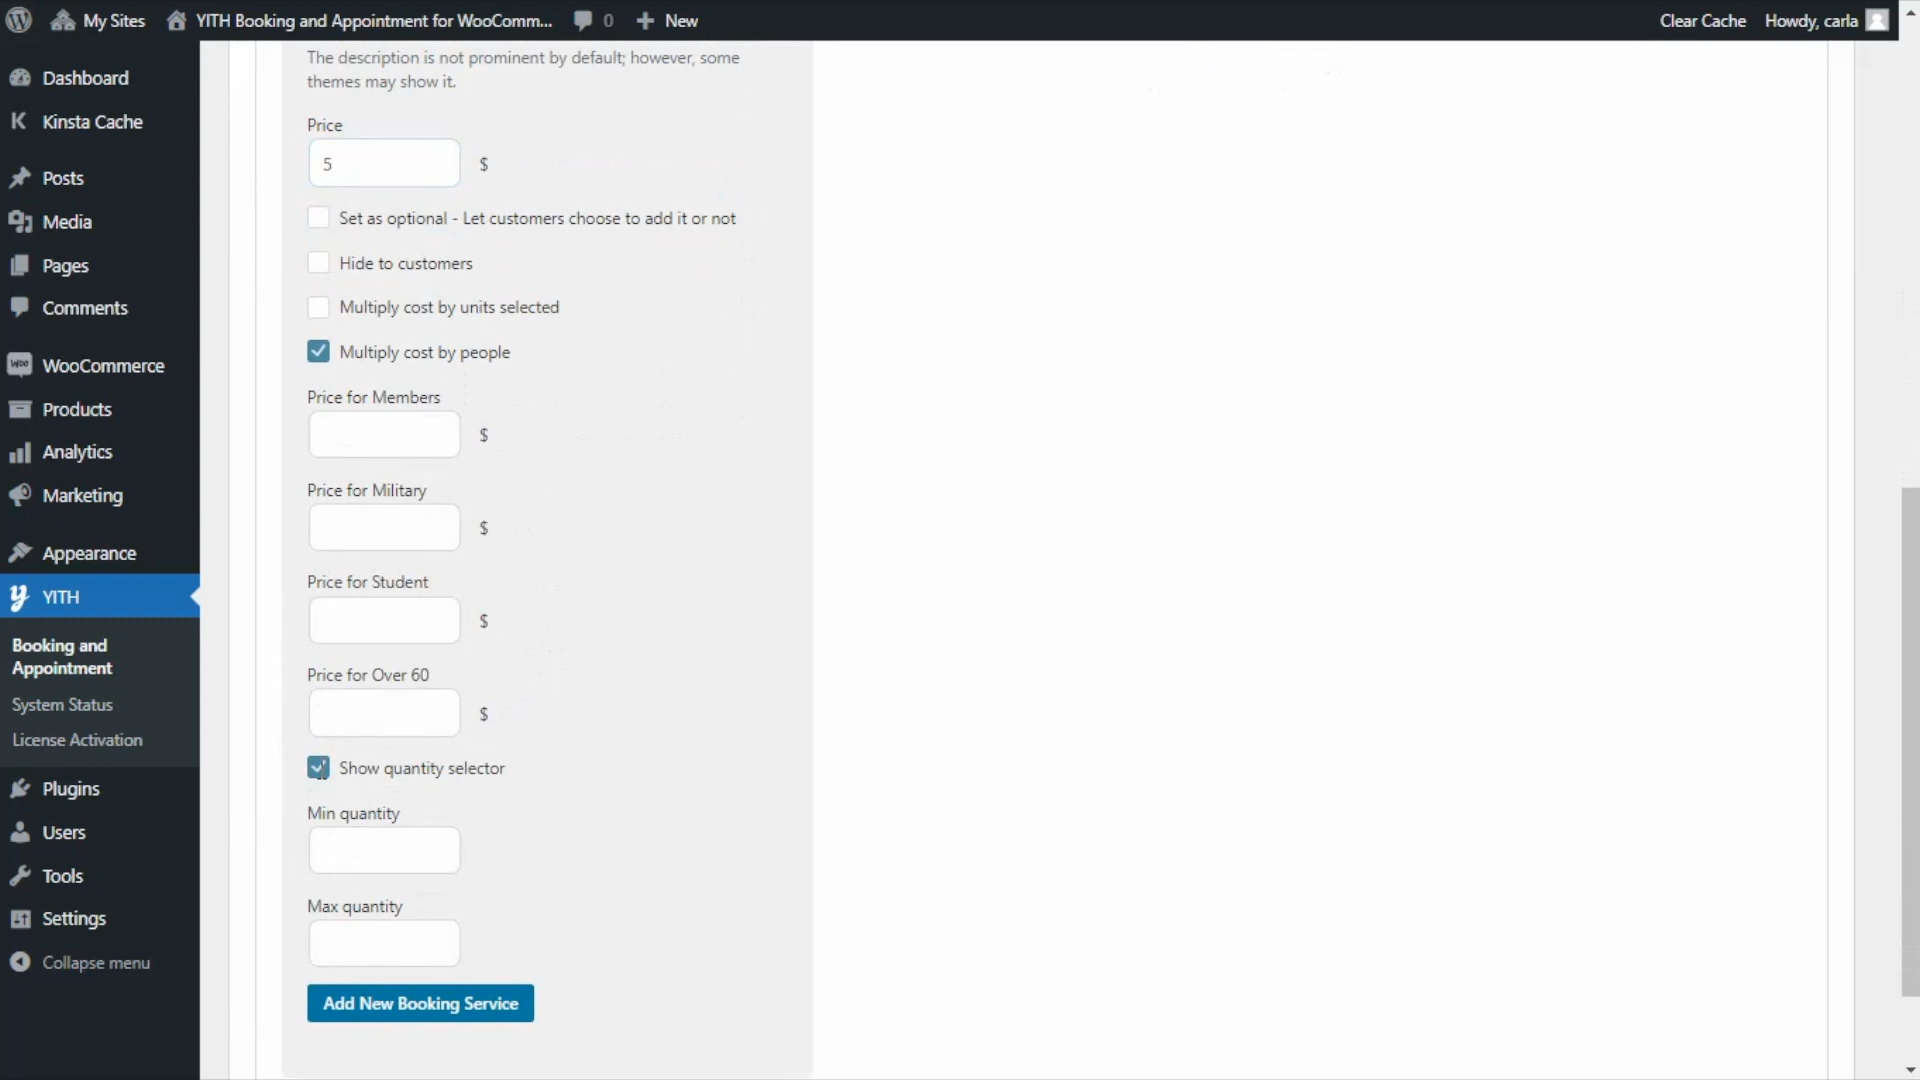 My Sites
YITH Booking and Appointment for WooComm...
0
New
Clear Cache
Howdy, carla
Dashboard
Kinsta Cache
Posts
Media
Pages
Comments
WooCommerce
Products
Analytics
Marketing
Appearance
YITH
Booking and
Appointment
System Status
License Activation
Plugins
Users
Tools
Settings
Collapse menu
The description is not prominent by default; however, some
themes may show it.
Price
5 $
Set as optional - Let customers choose to add it or not
Hide to customers
Multiply cost by units selected
Multiply cost by people
Price for Members
$
Price for Military
$
Price for Student
$
Price for Over 60
$
Show quantity selector
Min quantity
Max quantity
Add New Booking Service